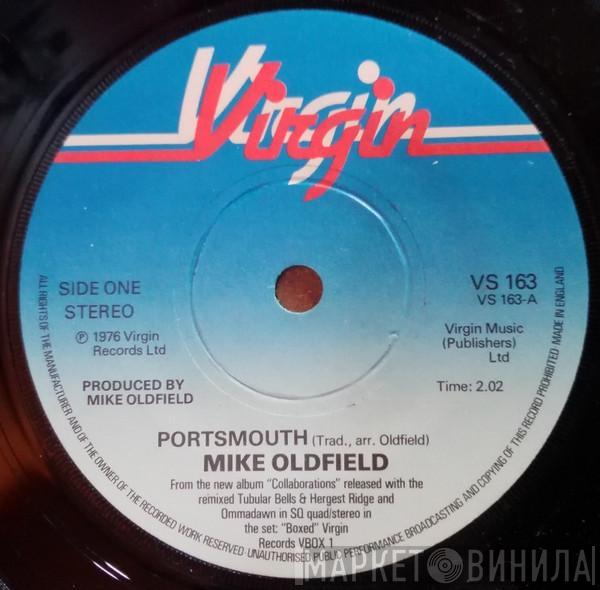 Virgin
SIDE ONE
STEREO
℗ 1976 Virgin
Records Ltd
PRODUCED BY
MIKE OLDFIELD
VS 163
VS 163-A
Virgin Music
(Publishers)
Ltd
Time: 2.02
PORTSMOUTH (Trad., arr. Oldfield)
MIKE OLDFIELD
From the new album "Collaborations" released with the
remixed Tubular Bells & Hergest Ridge and
Ommadawn in SQ quad/stereo in
the set: "Boxed" Virgin
Records VBOX 1
ALL RIGHTS OF THE MANUFACTURER AND OF THE OWNER OF THE RECORDED WORK RESERVED·UNAUTHORISED PUBLIC PERFORMANCE BROADCASTING AND COPYING OF THIS RECORD PROHIBITED·MADE IN ENGLAND
МАРКЕТ ВИНИЛА